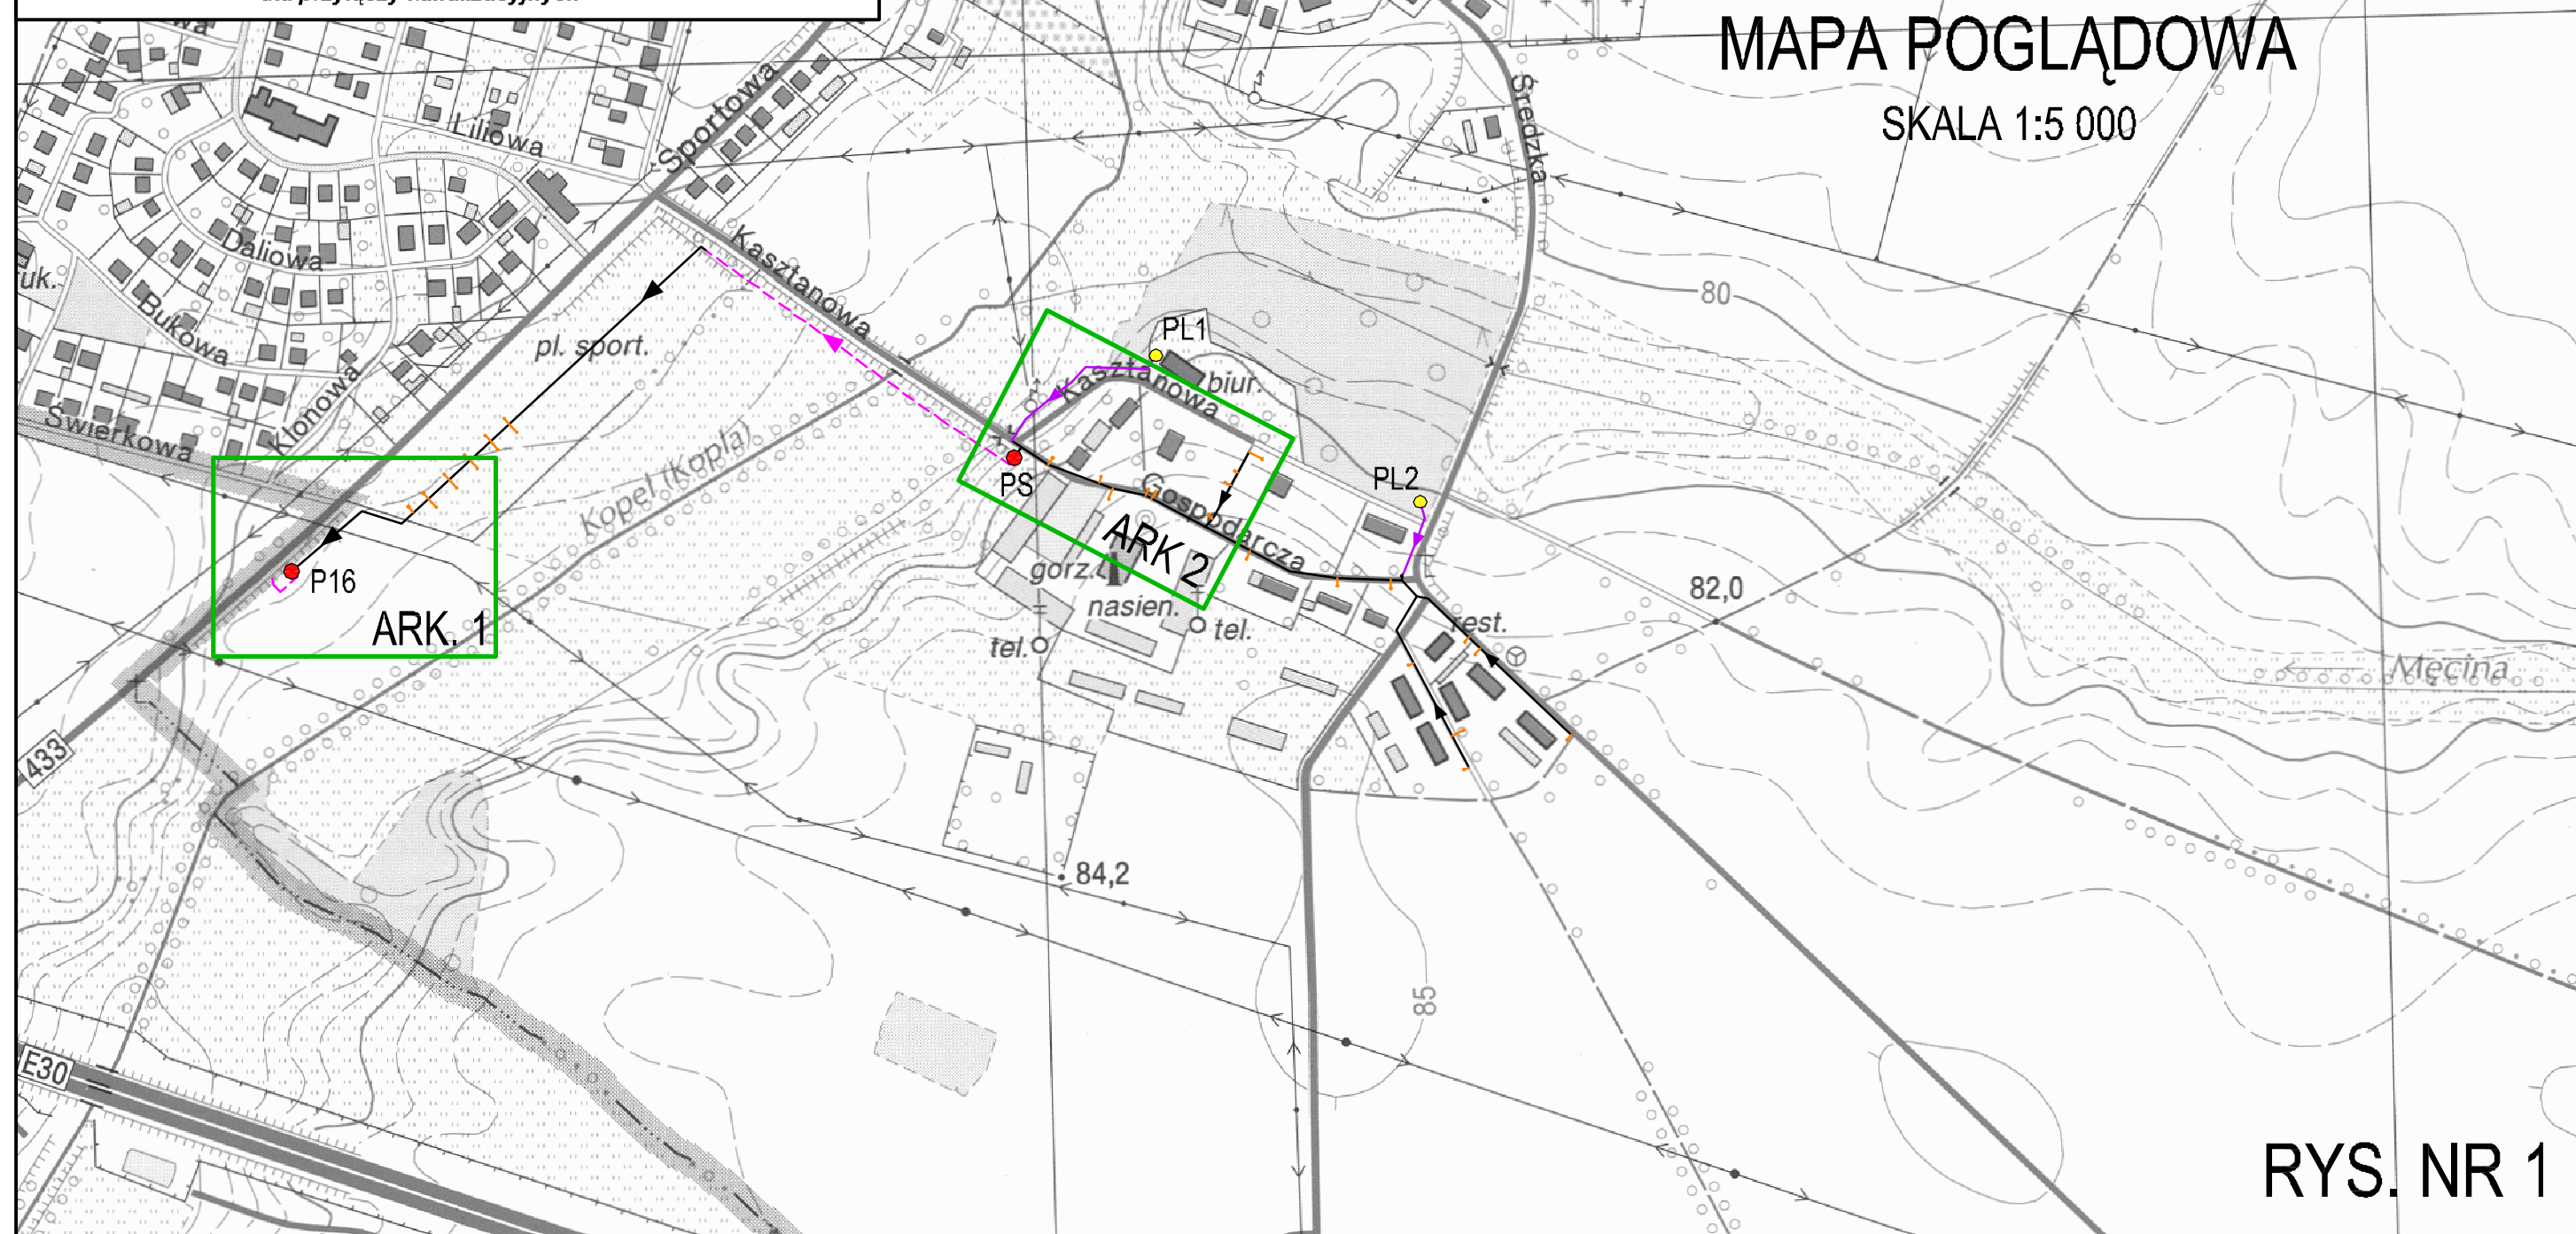 MAPA POGLĄDOWA
SKALA 1:5 000
Sportowa
Średzka
Liliowa
Daliowa
Kasztanowa
uk.
Bukowa
pl. sport.
PL1
80
Kasztanowa
biur.
Klonowa
Świerkowa
Kopel (Kopla)
PS
PL2
Gospodarcza
ARK 2
gorz.
P16
ARK. 1
nasien.
tel.
tel.
rest.
82,0
Męcina
433
84,2
85
E30
RYS. NR 1